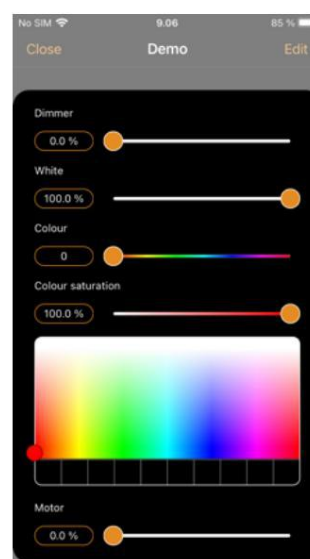 No SIM 9.06 85 %
Close Demo Edit
Dimmer
0.0 %
White
100.0 %
Colour
0
Colour saturation
100.0 %
Motor
0.0 %